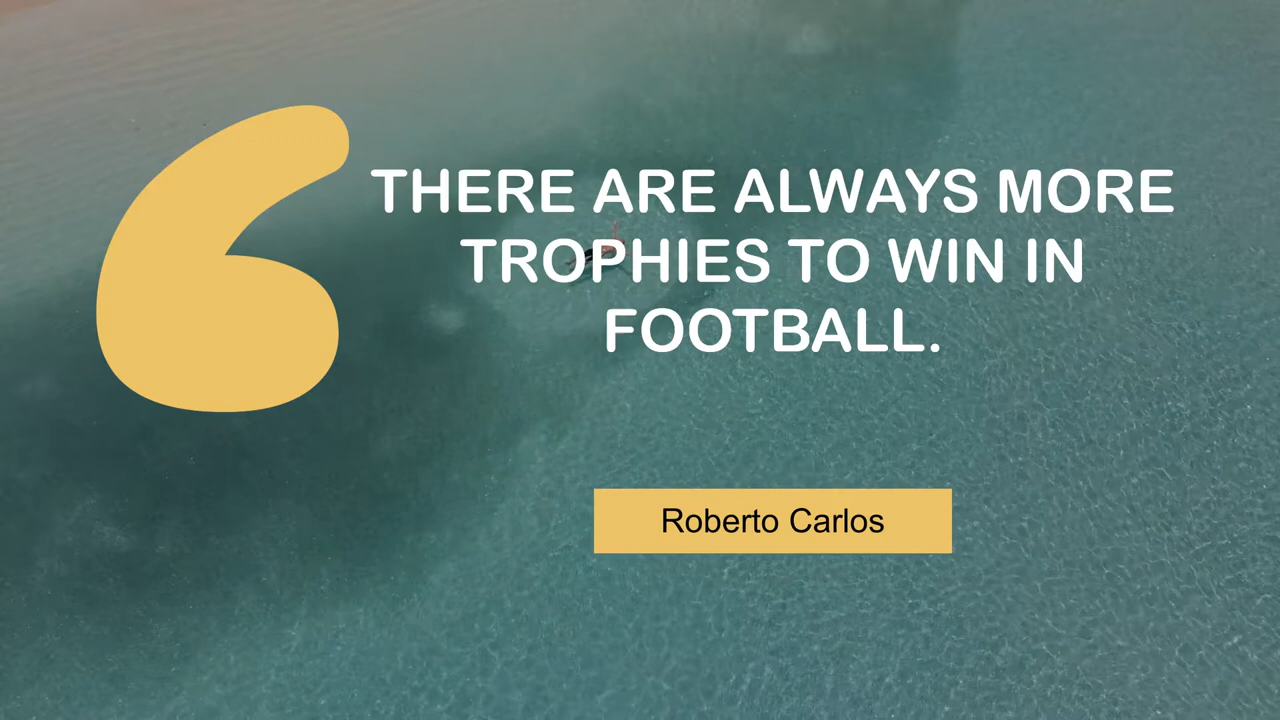 THERE ARE ALWAYS MORE
TROPHIES TO WIN IN
FOOTBALL.
Roberto Carlos